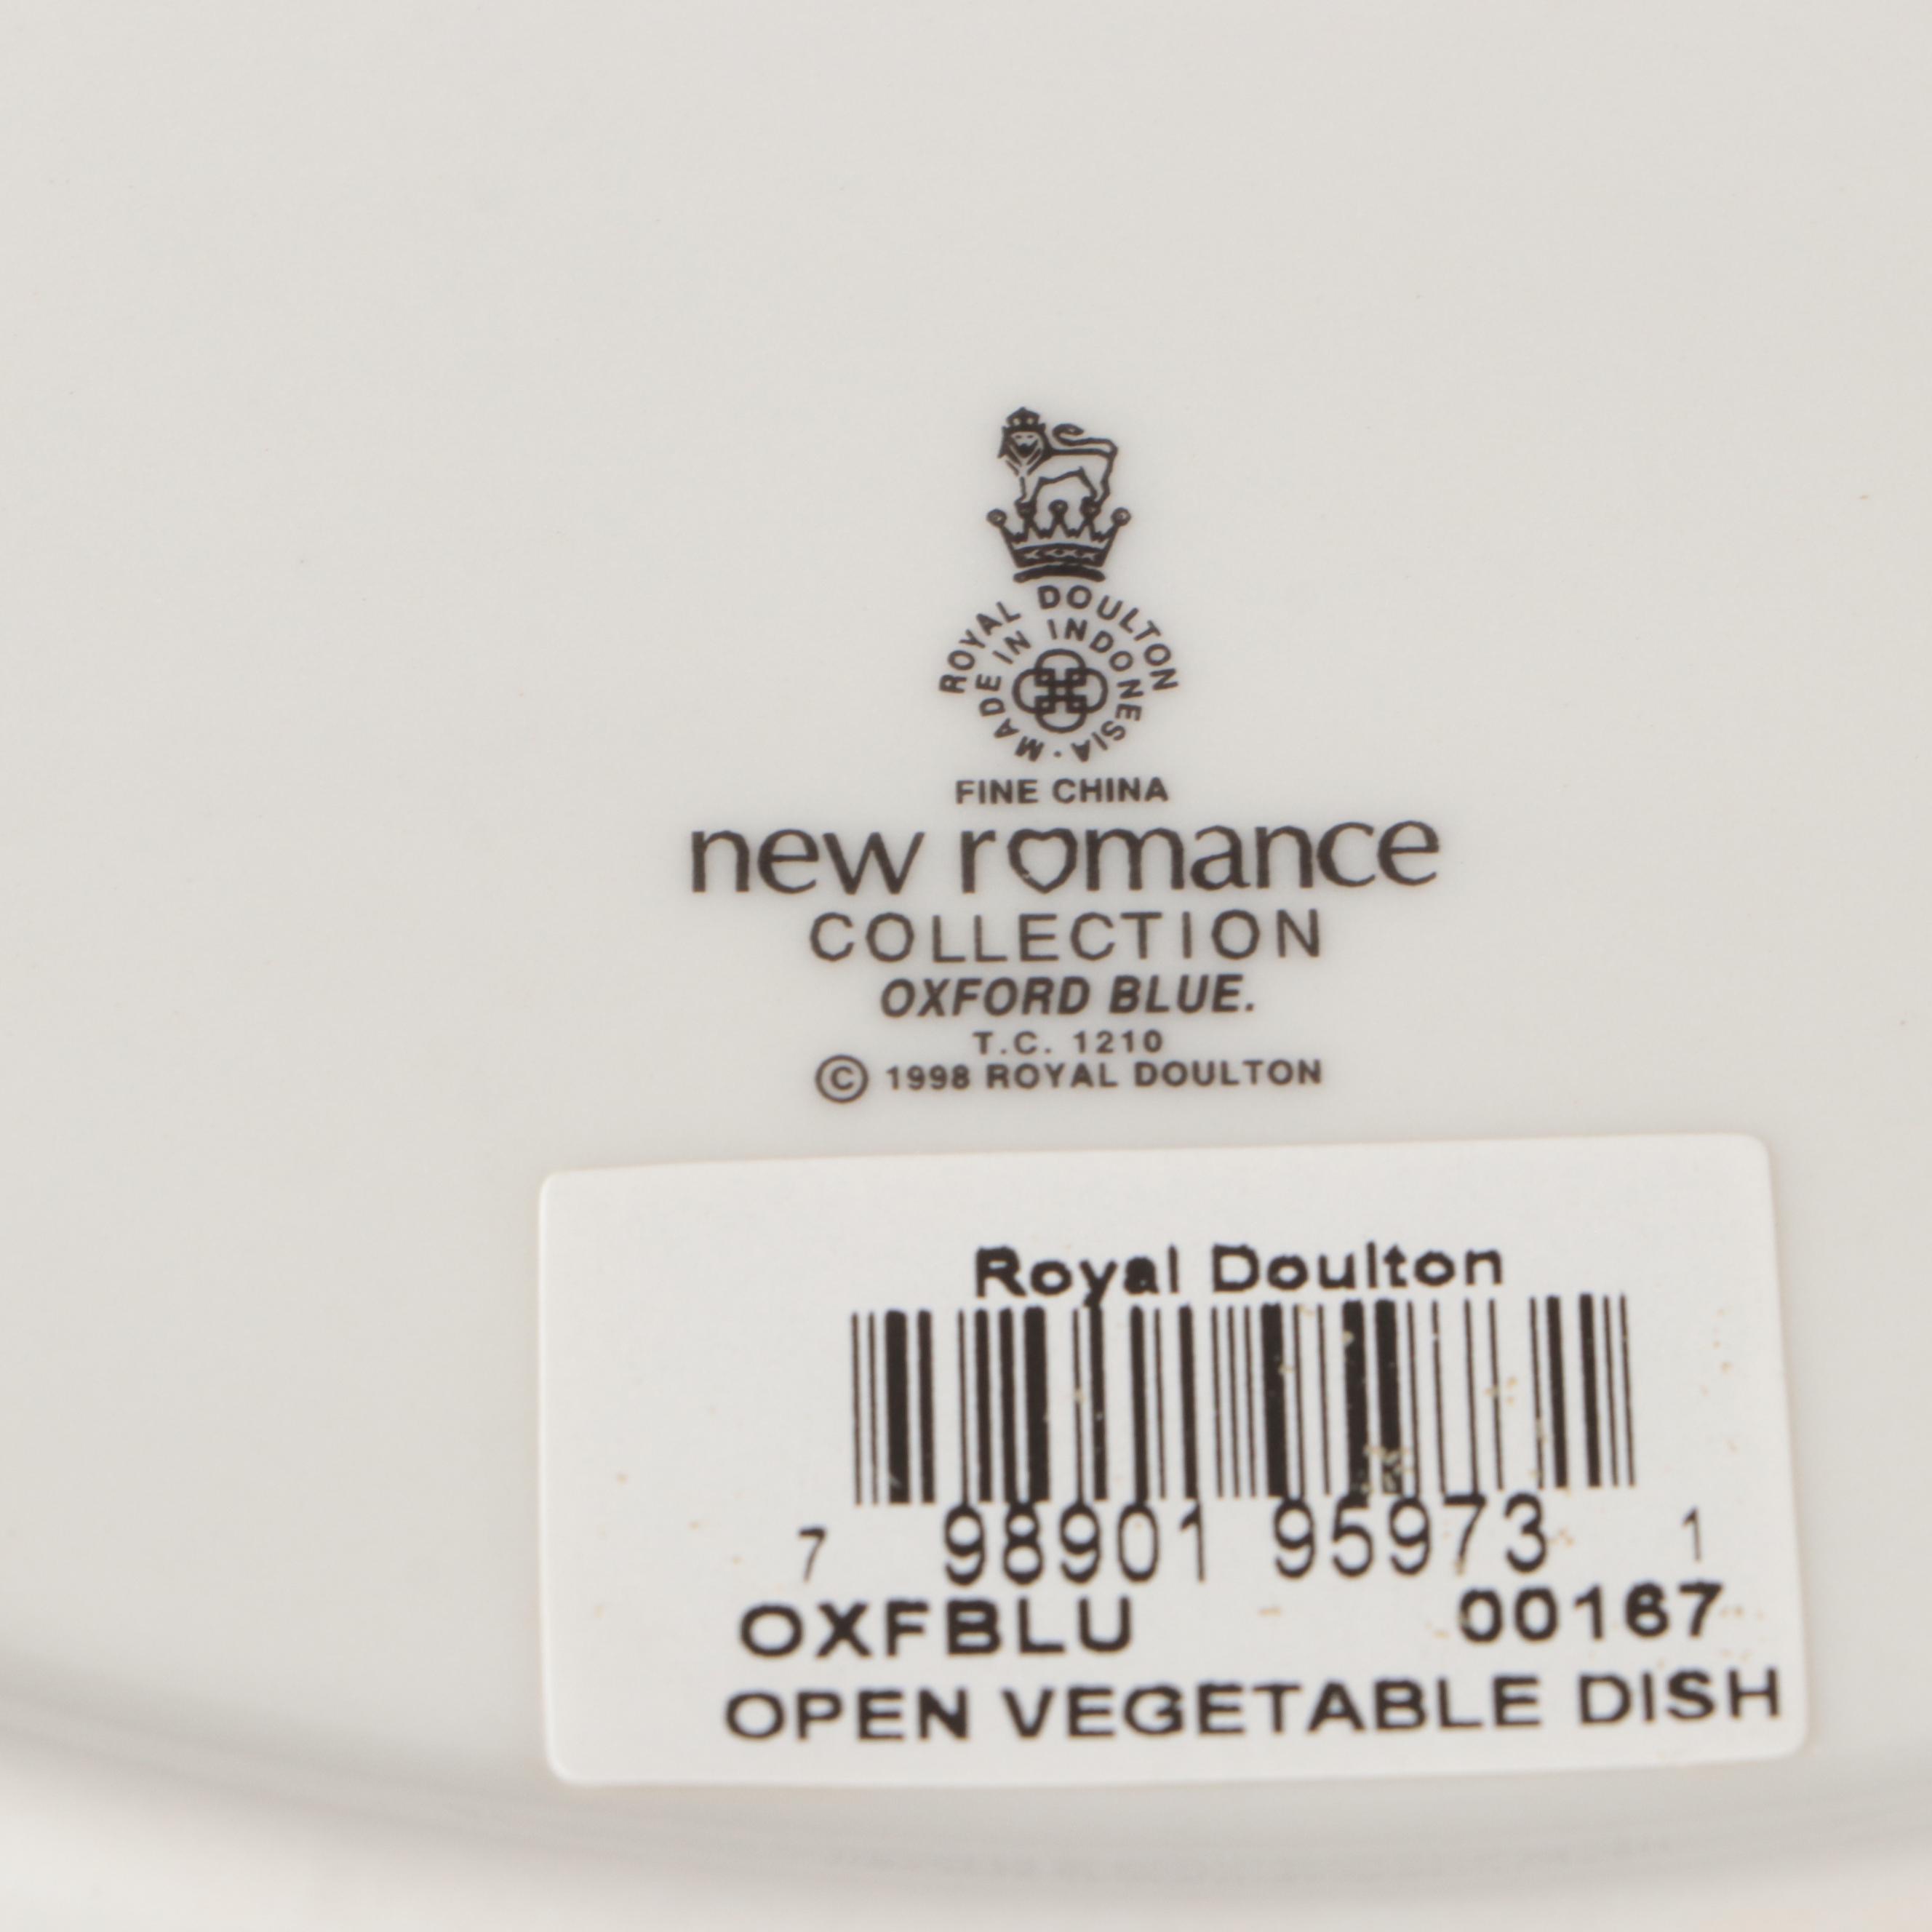 ROYAL DOULTON
MADE IN INDONESIA ·
FINE CHINA
new romance
COLLECTION
OXFORD BLUE.
T.C. 1210
© 1998 ROYAL DOULTON
Royal Doulton
7 98901 95973 1
OXFBLU 00167
OPEN VEGETABLE DISH